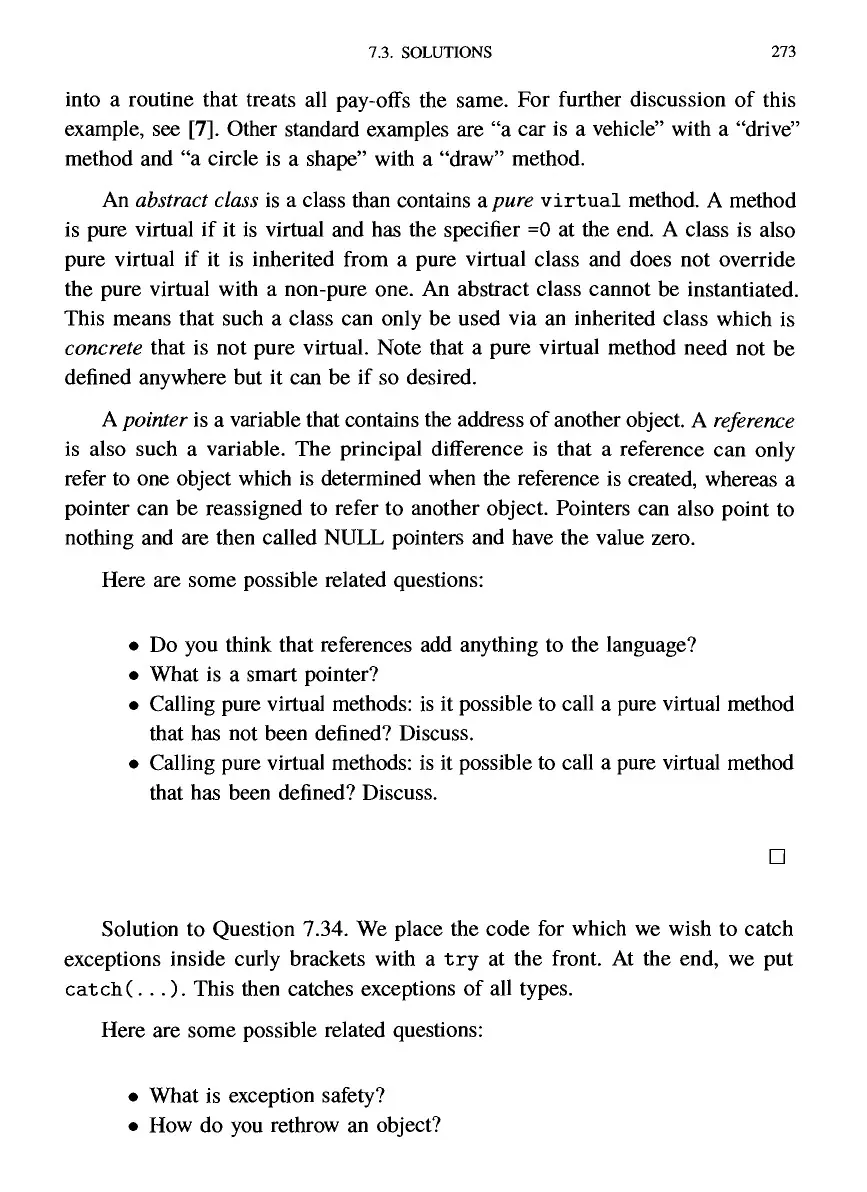 7.3. SOLUTIONS 273
into a routine that treats all pay-offs the same. For further discussion of this
example, see [7]. Other standard examples are “a car is a vehicle” with a “drive”
method and “a circle is a shape” with a “draw” method.
An abstract class is a class than contains a pure virtual method. A method
is pure virtual if it is virtual and has the specifier =0 at the end. A class is also
pure virtual if it is inherited from a pure virtual class and does not override
the pure virtual with a non-pure one. An abstract class cannot be instantiated.
This means that such a class can only be used via an inherited class which is
concrete that is not pure virtual. Note that a pure virtual method need not be
defined anywhere but it can be if so desired.
A pointer is a variable that contains the address of another object. A reference
is also such a variable. The principal difference is that a reference can only
refer to one object which is determined when the reference is created, whereas a
pointer can be reassigned to refer to another object. Pointers can also point to
nothing and are then called NULL pointers and have the value zero.
Here are some possible related questions:
• Do you think that references add anything to the language?
• What is a smart pointer?
• Calling pure virtual methods: is it possible to call a pure virtual method
that has not been defined? Discuss.
• Calling pure virtual methods: is it possible to call a pure virtual method
that has been defined? Discuss.
□
Solution to Question 7.34. We place the code for which we wish to catch
exceptions inside curly brackets with a try at the front. At the end, we put
catch(...). This then catches exceptions of all types.
Here are some possible related questions:
• What is exception safety?
• How do you rethrow an object?